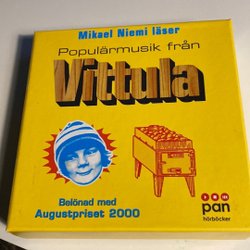 Mikael Niemi läser
Populärmusik från
Vittula
Belönad med
Augustpriset 2000
pan
hörböcker